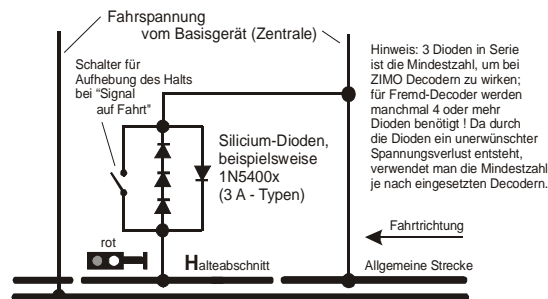 Fahrspannung
vom Basisgerät (Zentrale)
Schalter für
Aufhebung des Halts
bei "Signal
auf Fahrt"
Hinweis: 3 Dioden in Serie
ist die Mindestzahl, um bei
ZIMO Decodern zu wirken;
für Fremd-Decoder werden
manchmal 4 oder mehr
Dioden benötigt ! Da durch
die Dioden ein unerwünschter
Spannungsverlust entsteht,
verwendet man die Mindestzahl
je nach eingesetzten Decodern.
Silicium-Dioden,
beispielsweise
1N5400x
(3 A - Typen)
Fahrtrichtung
rot
Halteabschnitt
Allgemeine Strecke